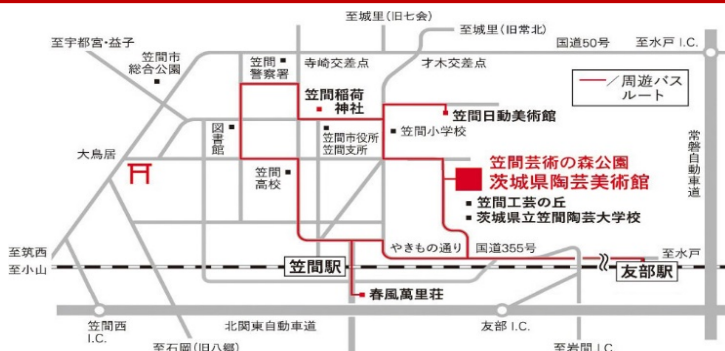 至城里(旧七会)
至城里(旧常北)
至宇都宮・益子
国道50号
至水戸 I.C.
笠間市
総合公園
笠間
警察署
寺崎交差点
才木交差点
／周遊バス
ルート
笠間稲荷
神社
笠間日動美術館
図書館
笠間市役所
笠間支所
笠間小学校
常磐自動車道
大鳥居
笠間
高校
笠間芸術の森公園
茨城県陶芸美術館
笠間工芸の丘
茨城県立笠間陶芸大学校
至筑西
至小山
やきもの通り
国道355号
至水戸
笠間駅
友部駅
春風萬里荘
笠間西
I.C.
北関東自動車道
友部 I.C.
至石岡(旧八郷)
至岩間 I.C.